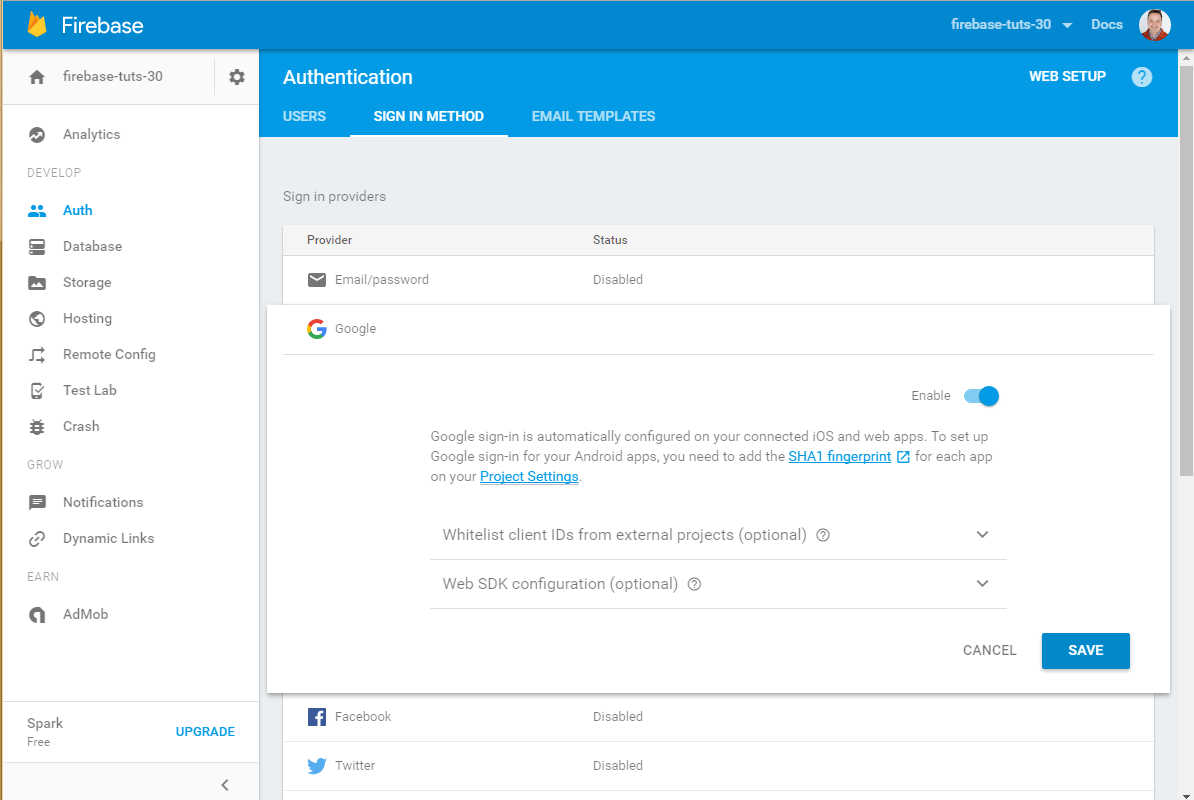 Firebase
firebase-tuts-30
Docs
firebase-tuts-30
Analytics
DEVELOP
Auth
Database
Storage
Hosting
Remote Config
Test Lab
Crash
GROW
Notifications
Dynamic Links
EARN
AdMob
Spark
Free
UPGRADE
Authentication
WEB SETUP
?
USERS
SIGN IN METHOD
EMAIL TEMPLATES
Sign in providers
Provider
Status
Email/password
Disabled
Google
Enable
Google sign-in is automatically configured on your connected iOS and web apps. To set up
Google sign-in for your Android apps, you need to add the SHA1 fingerprint for each app
on your Project Settings.
Whitelist client IDs from external projects (optional) ?
Web SDK configuration (optional) ?
CANCEL
SAVE
Facebook
Disabled
Twitter
Disabled